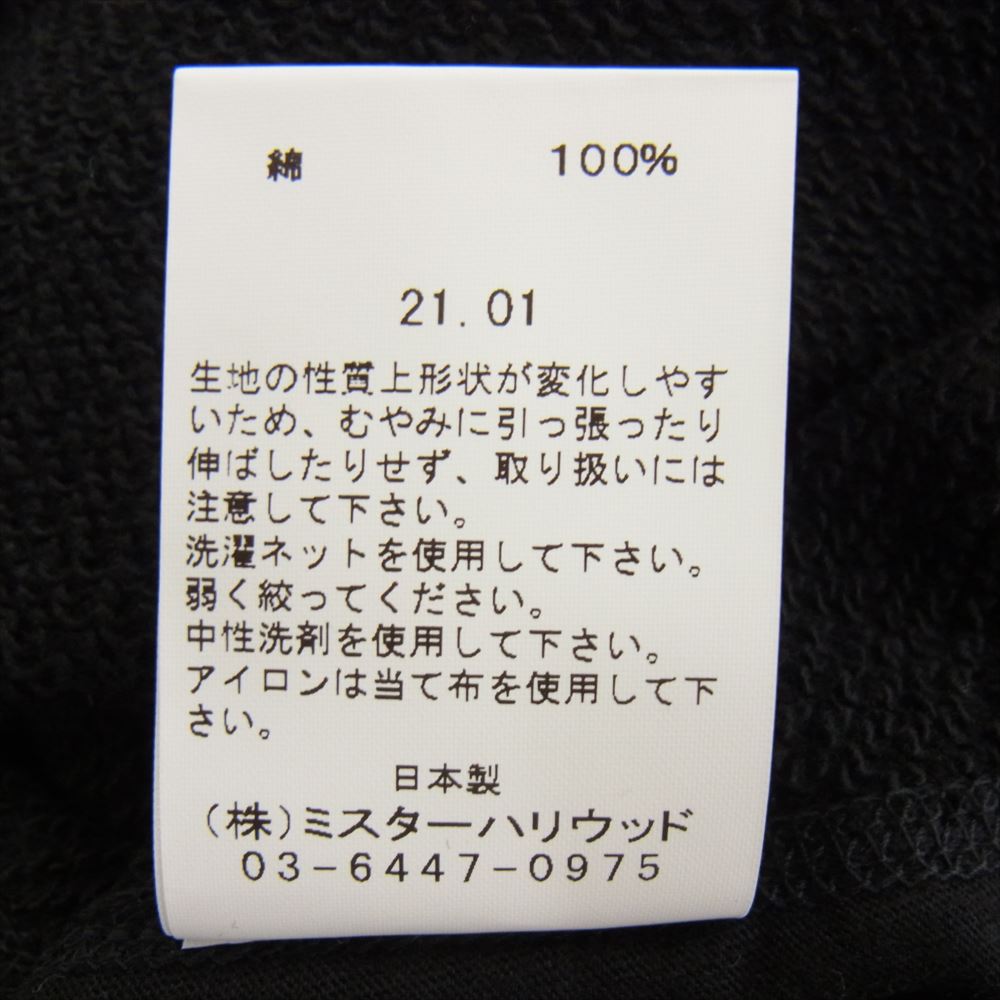 綿 100%
21.01
生地の性質上形状が変化しやす
いため、むやみに引っ張ったり
伸ばしたりせず、取り扱いには
注意して下さい。
洗濯ネットを使用して下さい。
弱く絞ってください。
中性洗剤を使用して下さい。
アイロンは当て布を使用して下
さい。
日本製
(株)ミスターハリウッド
03-6447-0975